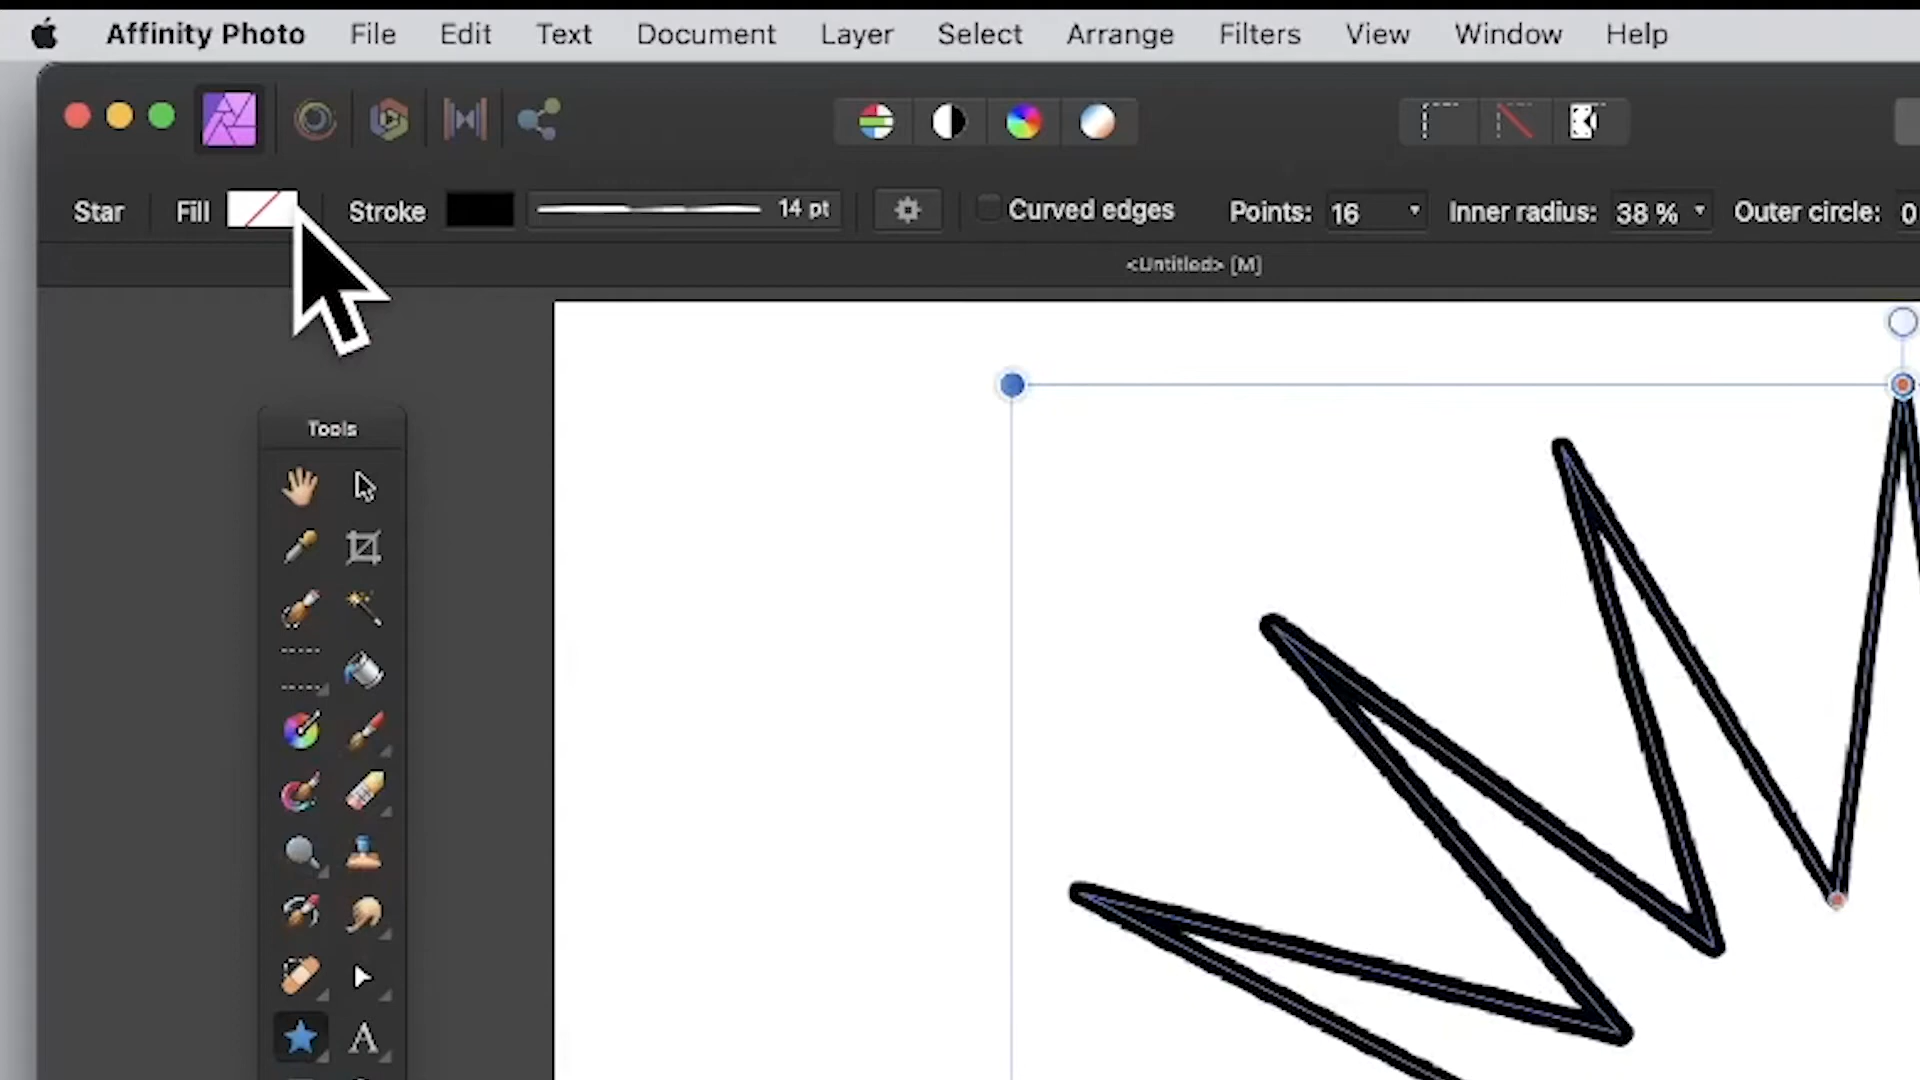 Affinity Photo File Edit Text Document Layer Select Arrange Filters View Window Help
Star Fill Stroke 14 pt Curved edges Points: 16 Inner radius: 38 % Outer circle: 0
<Untitled> [M]
Tools